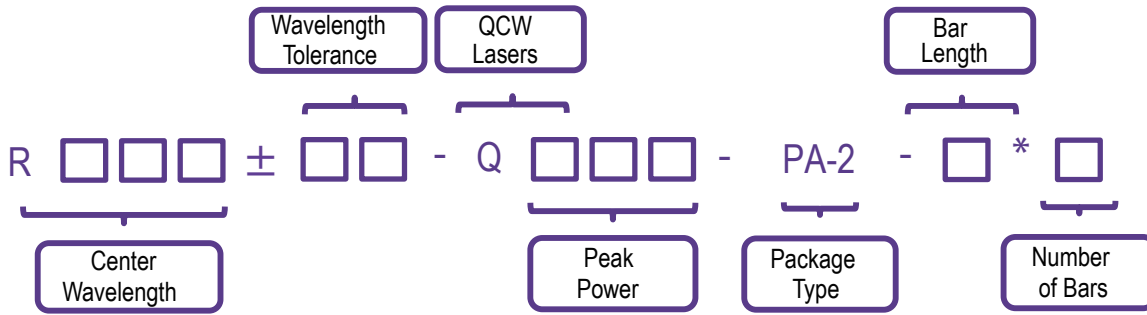 Wavelength
Tolerance
QCW
Lasers
Bar
Length
R □□□ ± □□ - Q □□□ - PA-2 - □ * □
Center
Wavelength
Peak
Power
Package
Type
Number
of Bars